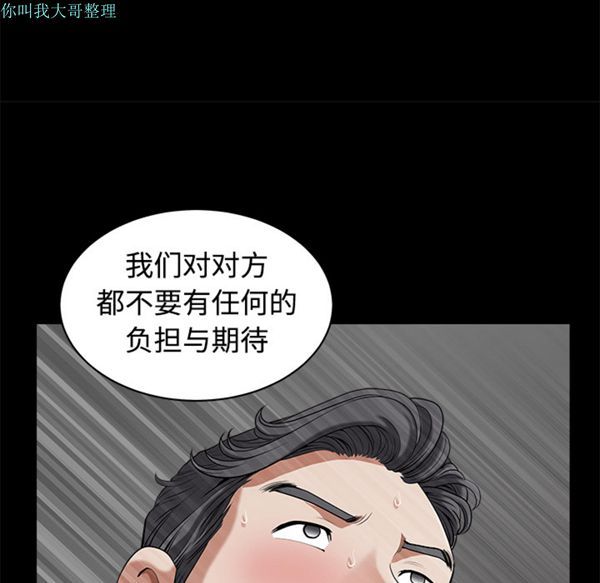 你叫我大哥整理
我们对对方
都不要有任何的
负担与期待